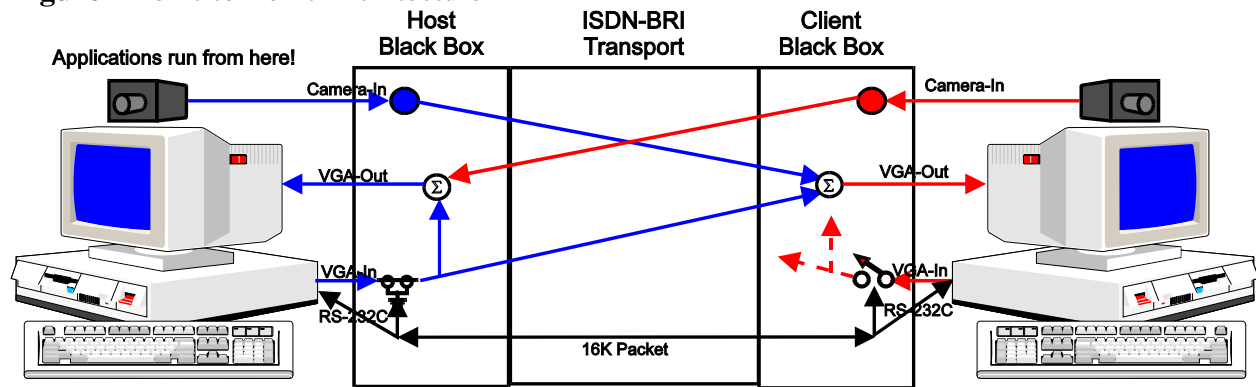 Host
Black Box
ISDN-BRI
Transport
Client
Black Box
Applications run from here!
Camera-In
Camera-In
VGA-Out
Σ
Σ
VGA-Out
VGA-In
VGA-In
RS-232C
RS-232C
16K Packet